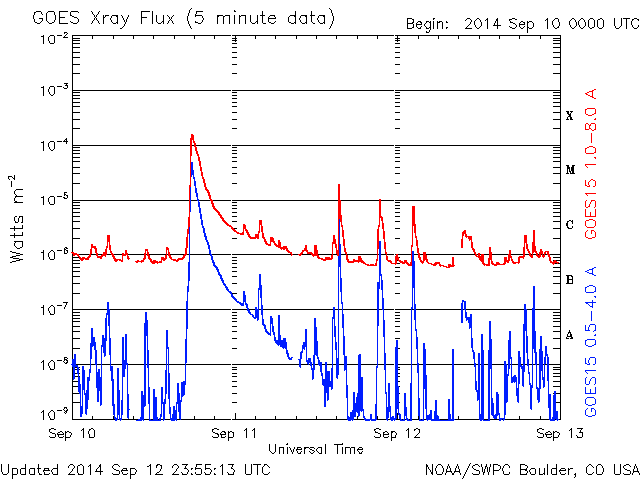 GOES Xray Flux (5 minute data)
Begin: 2014 Sep 10 0000 UTC
10-2
10-3
10-4
10-5
10-6
10-7
10-8
10-9
Watts m-2
X
M
C
B
A
GOES15 1.0-8.0 A
GOES15 0.5-4.0 A
Sep 10
Sep 11
Sep 12
Sep 13
Universal Time
Updated 2014 Sep 12 23:55:13 UTC
NOAA/SWPC Boulder, CO USA